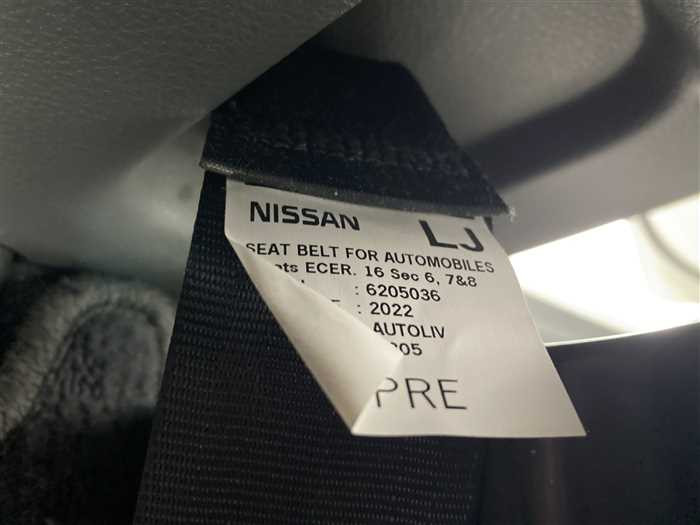 NISSAN LJ
SEAT BELT FOR AUTOMOBILES
ECER. 16 Sec 6, 7&8
: 6205036
: 2022
AUTOLIV
PRE